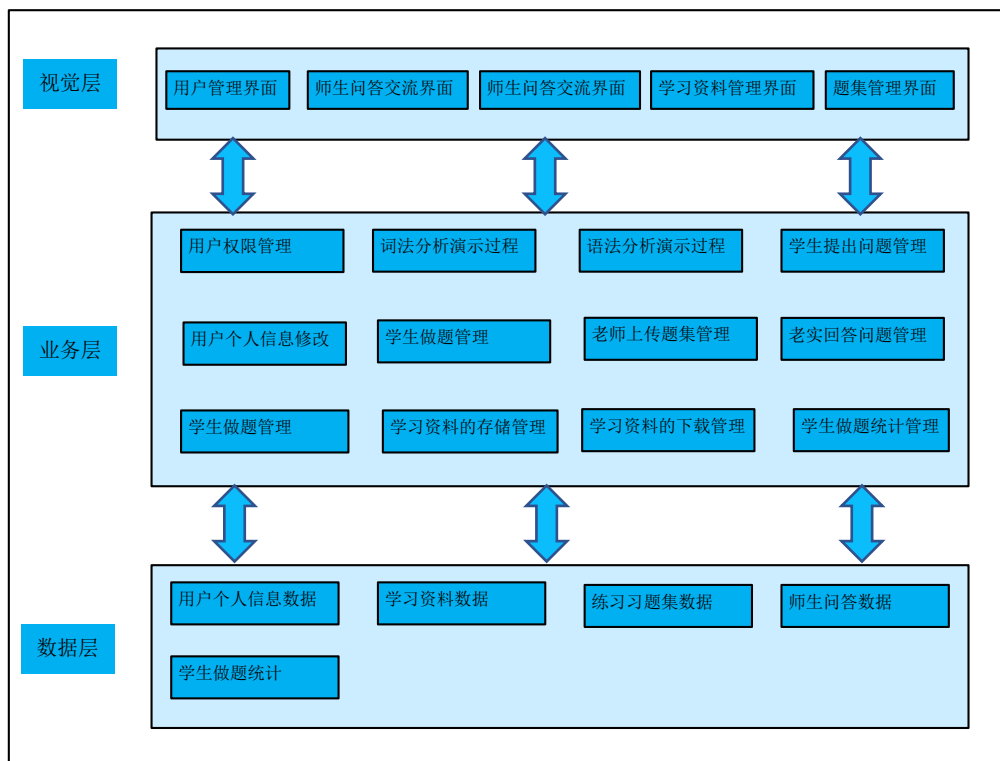 视觉层
用户管理界面
师生问答交流界面
师生问答交流界面
学习资料管理界面
题集管理界面
业务层
用户权限管理
词法分析演示过程
语法分析演示过程
学生提出问题管理
用户个人信息修改
学生做题管理
老师上传题集管理
老实回答问题管理
学生做题管理
学习资料的存储管理
学习资料的下载管理
学生做题统计管理
数据层
用户个人信息数据
学习资料数据
练习习题集数据
师生问答数据
学生做题统计